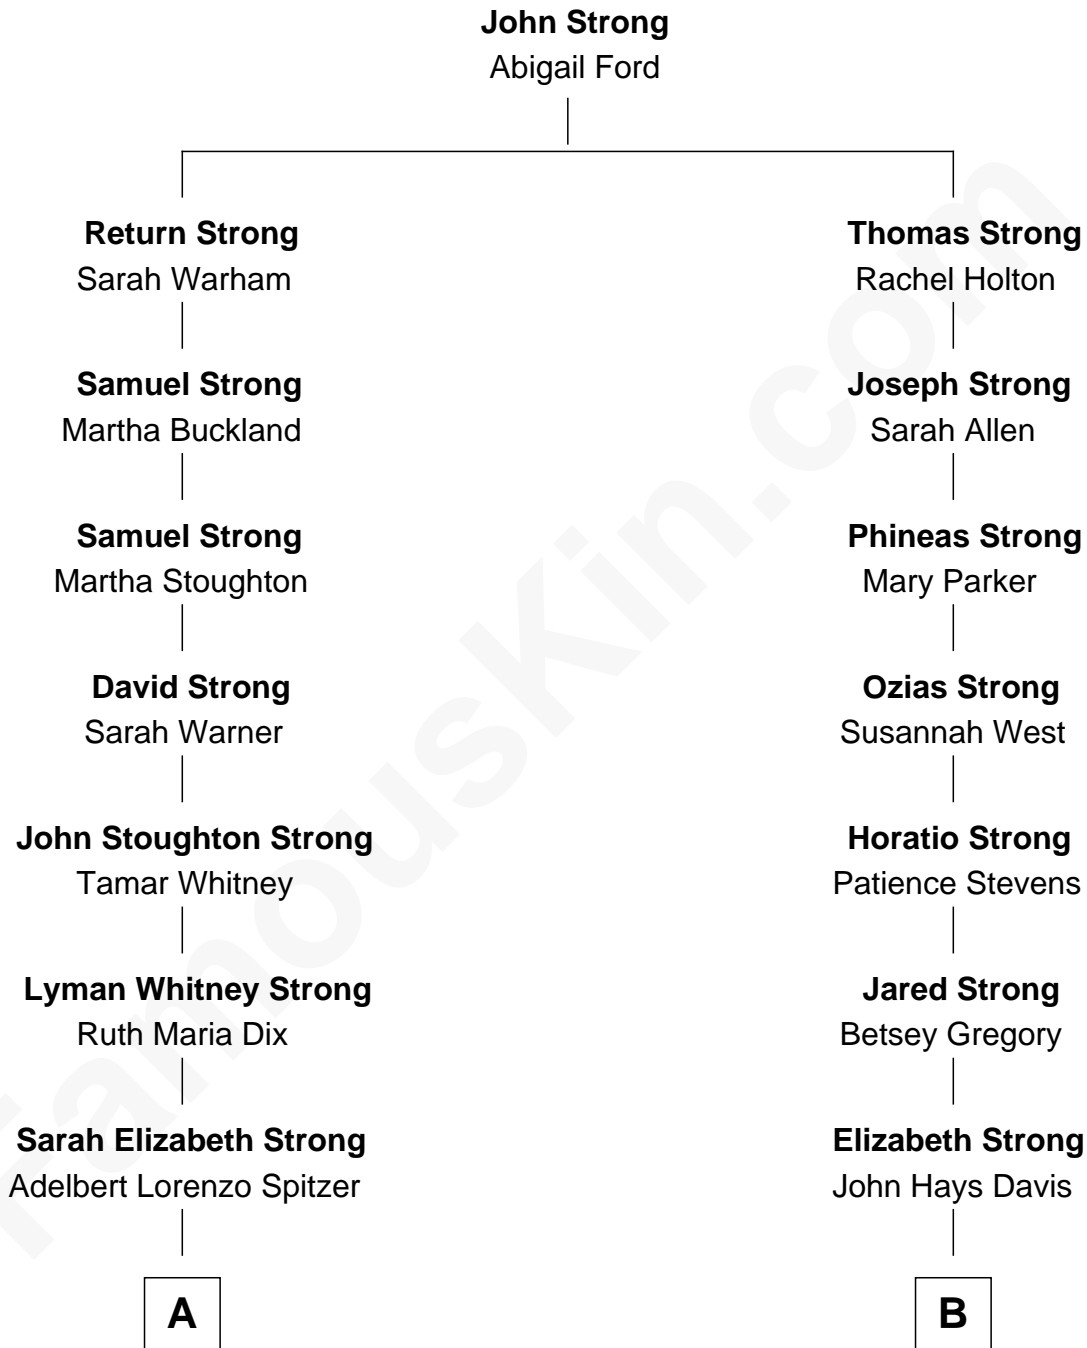 John Strong
Abigail Ford
Return Strong
Sarah Warham
Thomas Strong
Rachel Holton
Samuel Strong
Martha Buckland
Joseph Strong
Sarah Allen
Samuel Strong
Martha Stoughton
Phineas Strong
Mary Parker
David Strong
Sarah Warner
Ozias Strong
Susannah West
John Stoughton Strong
Tamar Whitney
Horatio Strong
Patience Stevens
Lyman Whitney Strong
Ruth Maria Dix
Jared Strong
Betsey Gregory
Sarah Elizabeth Strong
Adelbert Lorenzo Spitzer
Elizabeth Strong
John Hays Davis
A
B
FamousKin.com